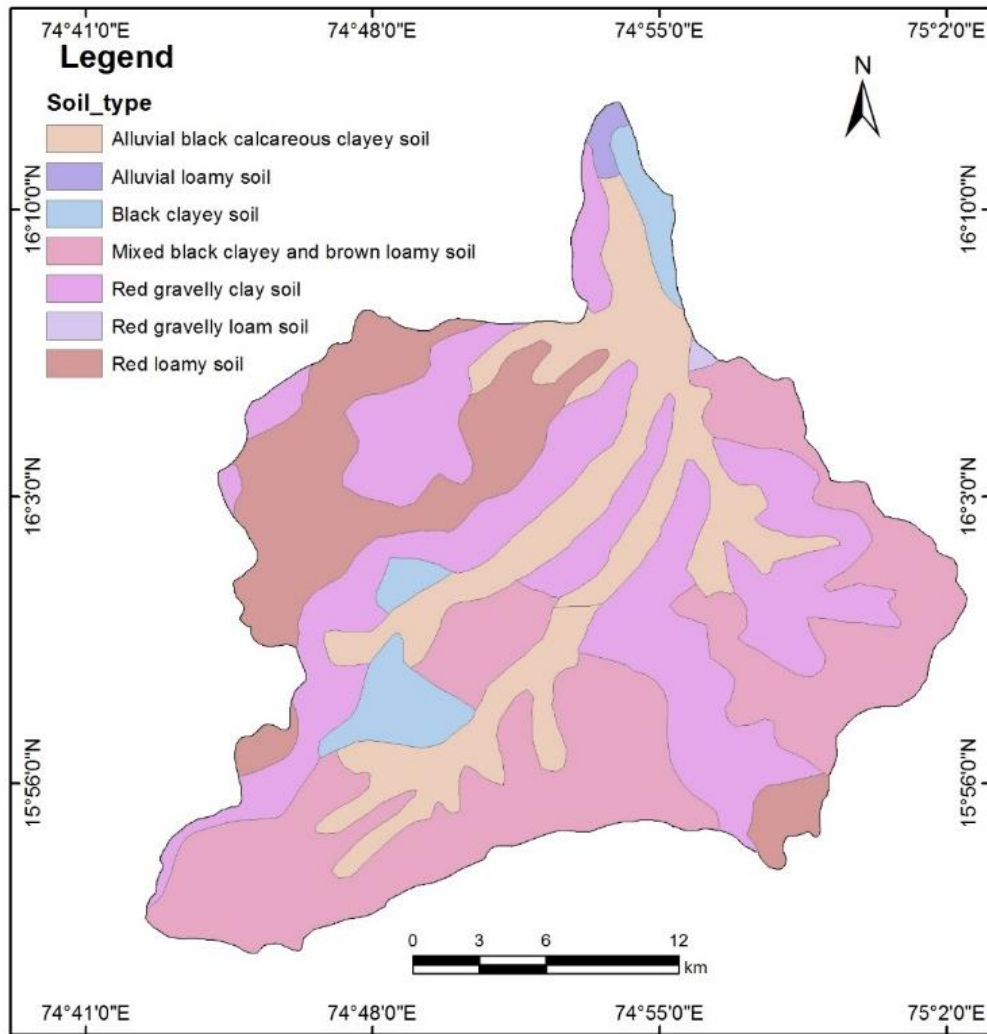 74°41'0"E 74°48'0"E 74°55'0"E 75°2'0"E
Legend
N
Soil_type
Alluvial black calcareous clayey soil
Alluvial loamy soil
Black clayey soil
Mixed black clayey and brown loamy soil
Red gravelly clay soil
Red gravelly loam soil
Red loamy soil
16°10'0"N 16°10'0"N
16°3'0"N 16°3'0"N
15°56'0"N 15°56'0"N
0 3 6 12
km
74°41'0"E 74°48'0"E 74°55'0"E 75°2'0"E